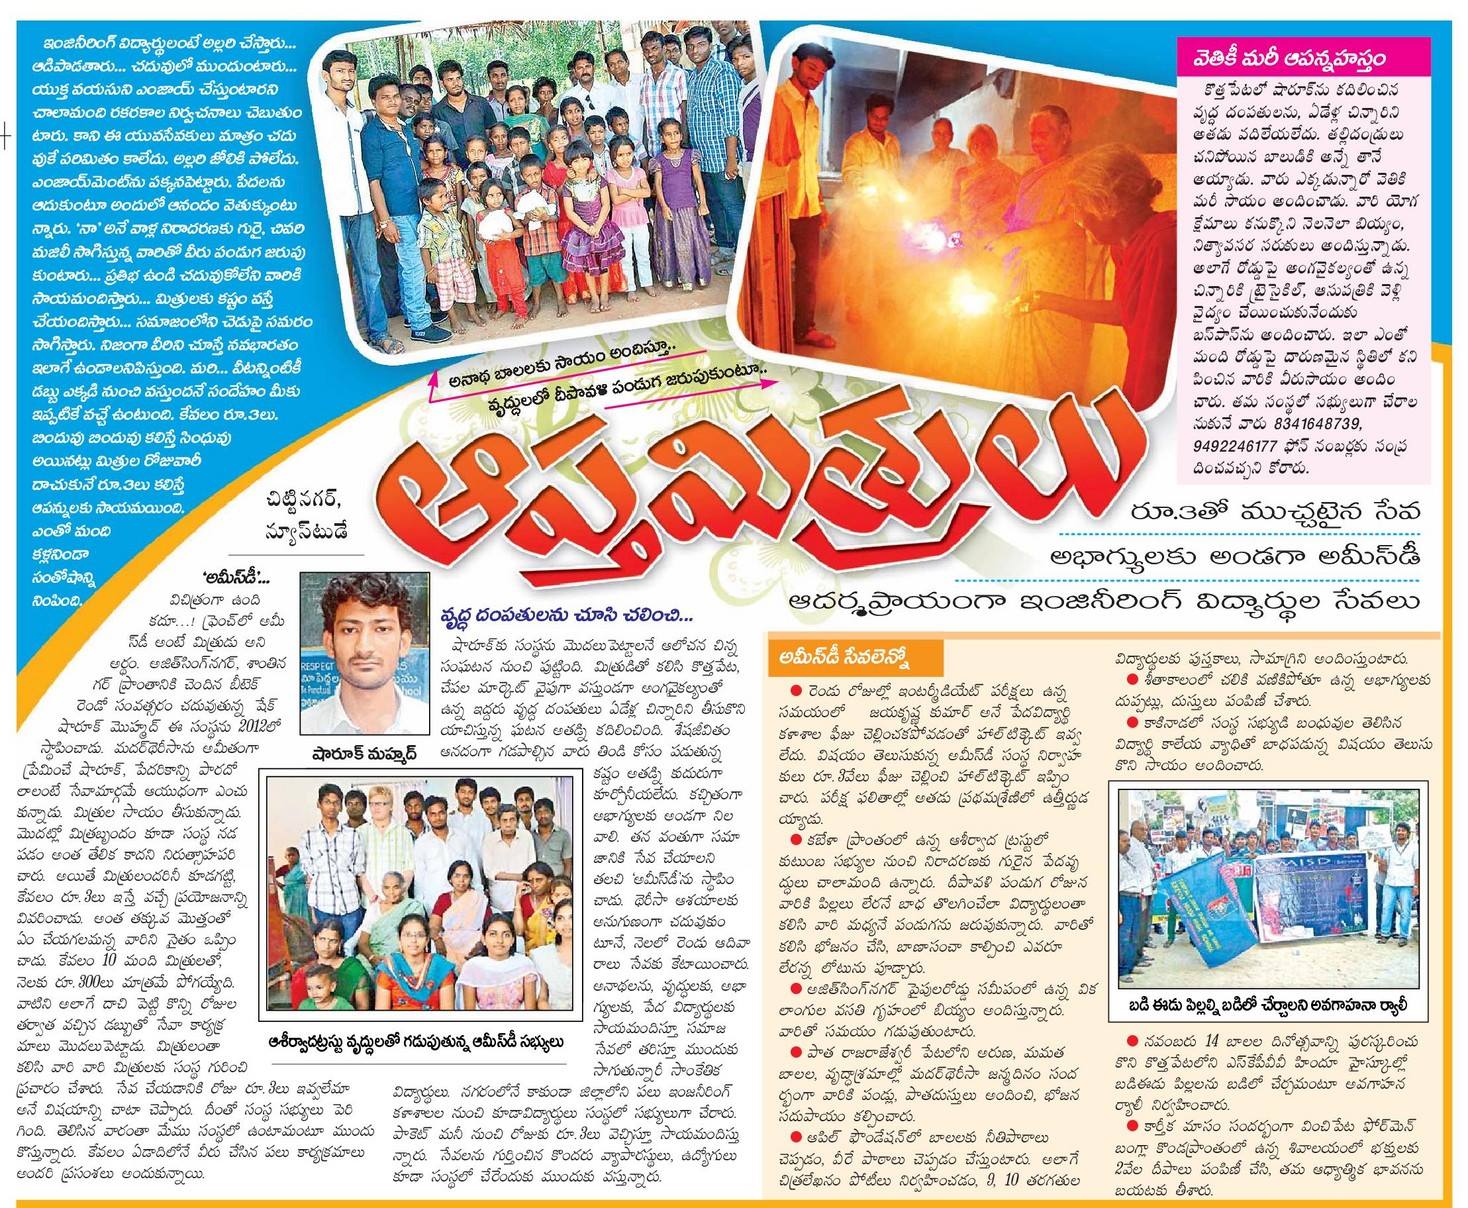 ఇంజినీరింగ్ విద్యార్థులంటే అల్లరి చేస్తారు...
ఆడిపాడతారు... చదువులో ముందుంటారు...
యుక్త వయసుని ఎంజాయ్ చేస్తుంటారని
చాలామంది రకరకాల నిర్వచనాలు చెబుతుం
టారు. కాని ఈ యువసేవకులు మాత్రం చదు
వుకే పరిమితం కాలేదు. అల్లరి జోలికి పోలేదు.
ఎంజాయ్‌మెంట్‌ను పక్కనపెట్టారు. పేదలను
ఆదుకుంటూ అందులో ఆనందం వెతుక్కుంటు
న్నారు. ‘నా’ అనే వాళ్ల నిరాదరణకు గురై, చివరి
మజిలీ సాగిస్తున్న వారితో వీరు పండుగ జరుపు
కుంటారు... ప్రతిభ ఉండి చదువుకోలేని వారికి
సాయమందిస్తారు... మిత్రులకు కష్టం వస్తే
చేయందిస్తారు... సమాజంలోని చెడుపై సమరం
సాగిస్తారు. నిజంగా వీరిని చూస్తే నవభారతం
ఇలాగే ఉండాలనిపిస్తుంది. మరి... వీటన్నింటికీ
డబ్బు ఎక్కడి నుంచి వస్తుందనే సందేహం మీకు
ఇప్పటికే వచ్చే ఉంటుంది. కేవలం రూ.3లు.
బిందువు బిందువు కలిస్తే సింధువు
అయినట్లు మిత్రుల రోజువారీ
దాచుకునే రూ.3లు కలిస్తే
ఆపన్నులకు సాయమయింది.
ఎంతో మంది
కళ్లనిండా
సంతోషాన్ని
నింపింది.
అనాథ బాలలకు సాయం అందిస్తూ..
వృద్ధులలో దీపావళి పండుగ జరుపుకుంటూ..
ఆప్తమిత్రులు
రూ.3తో ముచ్చటైన సేవ
అభాగ్యులకు అండగా అమీస్‌డీ
ఆదర్శప్రాయంగా ఇంజినీరింగ్ విద్యార్థుల సేవలు
వెతికీ మరీ ఆపన్నహస్తం
కొత్తపేటలో షారూక్‌ను కదిలించిన
వృద్ధ దంపతులను, ఏడేళ్ల చిన్నారిని
అతడు వదిలేయలేదు. తల్లిదండ్రులు
చనిపోయిన బాలుడికి అన్నీ తానే
అయ్యాడు. వారు ఎక్కడున్నారో వెతికి
మరీ సాయం అందించాడు. వారి యోగ
క్షేమాలు కనుక్కొని నెలనెలా బియ్యం,
నిత్యావసర సరుకులు అందిస్తున్నాడు.
అలాగే రోడ్డుపై అంగవైకల్యంతో ఉన్న
చిన్నారికి ట్రైసైకిల్, ఆసుపత్రికి వెళ్లి
వైద్యం చేయించుకునేందుకు
బస్‌పాస్‌ను అందించారు. ఇలా ఎంతో
మంది రోడ్డుపై దారుణమైన స్థితిలో కని
పించిన వారికి వీరుసాయం అందిం
చారు. తమ సంస్థలో సభ్యులుగా చేరాల
నుకునే వారు 8341648739,
9492246177 ఫోన్ నంబర్లకు సంప్ర
దించవచ్చని కోరారు.
చిట్టినగర్,
న్యూస్‌టుడే
‘అమీస్‌డీ’...
విచిత్రంగా ఉంది
కదూ...! ఫ్రెంచ్‌లో అమీ
స్‌డీ అంటే మిత్రుడు అని
అర్థం. అజిత్‌సింగ్‌నగర్, శాంతిన
గర్ ప్రాంతానికి చెందిన బీటెక్
రెండో సంవత్సరం చదువుతున్న షేక్
షారూక్ మొహ్మద్ ఈ సంస్థను 2012లో
స్థాపించాడు. మదర్‌థెరీసాను అమితంగా
ప్రేమించే షారూక్, పేదరికాన్ని పారదో
లాలంటే సేవామార్గమే ఆయుధంగా ఎంచు
కున్నాడు. మిత్రుల సాయం తీసుకున్నాడు.
మొదట్లో మిత్రబృందం కూడా సంస్థ నడ
పడం అంత తేలిక కాదని నిరుత్సాహపరి
చారు. అయితే మిత్రులందరినీ కూడగట్టి,
కేవలం రూ.3లు ఇస్తే వచ్చే ప్రయోజనాన్ని
వివరించాడు. అంత తక్కువ మొత్తంతో
ఏం చేయగలమన్న వారిని సైతం ఒప్పిం
చాడు. కేవలం 10 మంది మిత్రులతో,
నెలకు రూ.300లు మాత్రమే పోగయ్యేది.
వాటిని అలాగే దాచి పెట్టి కొన్ని రోజుల
తర్వాత వచ్చిన డబ్బుతో సేవా కార్యక్ర
మాలు మొదలుపెట్టాడు. మిత్రులంతా
కలిసి వారి వారి మిత్రులకు సంస్థ గురించి
ప్రచారం చేశారు. సేవ చేయడానికి రోజు రూ.3లు ఇవ్వలేమా
అనే విషయాన్ని చాటా చెప్పారు. దీంతో సంస్థ సభ్యులు పెరి
గింది. తెలిసిన వారంతా మేము సంస్థలో ఉంటామంటూ ముందు
కొస్తున్నారు. కేవలం ఏడాదిలోనే వీరు చేసిన పలు కార్యక్రమాలు
అందరి ప్రసంశలు అందుకున్నాయి.
RESPECT
షారూక్ మహ్మద్
ఆశీర్వాదట్రస్టు వృద్ధులతో గడుపుతున్న ఆమీస్‌డీ సభ్యులు
వృద్ధ దంపతులను చూసి చలించి...
షారూక్‌కు సంస్థను మొదలుపెట్టాలనే ఆలోచన చిన్న
సంఘటన నుంచి పుట్టింది. మిత్రుడితో కలిసి కొత్తపేట,
చేపల మార్కెట్ వైపుగా వస్తుండగా అంగవైకల్యంతో
ఉన్న ఇద్దరు వృద్ధ దంపతులు ఏడేళ్ల చిన్నారిని తీసుకొని
యాచిస్తున్న ఘటన అతడ్ని కదిలించింది. శేషజీవితం
ఆనదంగా గడపాల్సిన వారు తిండి కోసం పడుతున్న
కష్టం అతడ్ని కుదురుగా
కూర్చోనీయలేదు. కచ్చితంగా
అభాగ్యులకు అండగా నిల
వాలి. తన వంతుగా సమా
జానికి సేవ చేయాలని
తలచి ‘అమీస్‌డీ’ను స్థాపిం
చాడు. థెరీసా ఆశయాలకు
అనుగుణంగా చదువుకుం
టూనే, నెలలో రెండు ఆదివా
రాలు సేవకు కేటాయించారు.
అనాథలను, వృద్ధులకు, అభా
గ్యులకు, పేద విద్యార్థులకు
సాయమందిస్తూ సమాజ
సేవలో తరిస్తూ ముందుకు
సాగుతున్నారీ సాంకేతిక
విద్యార్థులు. నగరంలోనే కాకుండా జిల్లాలోని పలు ఇంజనీరింగ్
కళాశాలల నుంచి కూడావిద్యార్థులు సంస్థలో సభ్యులుగా చేరారు.
పాకెట్ మనీ నుంచి రోజుకు రూ.3లు వెచ్చిస్తూ సాయమందిస్తు
న్నారు. సేవలను గుర్తించిన కొందరు వ్యాపారస్థులు, ఉద్యోగులు
కూడా సంస్థలో చేరేందుకు ముందుకు వస్తున్నారు.
అమీస్‌డీ సేవలెన్నో
● రెండు రోజుల్లో ఇంటర్మీడియేట్ పరీక్షలు ఉన్న
సమయంలో జయకృష్ణ కుమార్ అనే పేదవిద్యార్థి
కళాశాల ఫీజు చెల్లించకపోవడంతో హాల్‌టిక్కెట్ ఇవ్వ
లేదు. విషయం తెలుసుకున్న అమీస్‌డీ సంస్థ నిర్వాహ
కులు రూ.3వేలు ఫీజు చెల్లించి హాల్‌టిక్కెట్ ఇప్పిం
చారు. పరీక్ష ఫలితాల్లో అతడు ప్రథమశ్రేణిలో ఉత్తీర్ణుడ
య్యాడు.
● కబేళా ప్రాంతంలో ఉన్న ఆశీర్వాద ట్రస్టులో
కుటుంబ సభ్యుల నుంచి నిరాదరణకు గురైన పేదవృ
ద్ధులు చాలామంది ఉన్నారు. దీపావళి పండుగ రోజున
వారికి పిల్లలు లేరనే బాధ తొలగించేలా విద్యార్థులంతా
కలిసి వారి మధ్యనే పండుగను జరుపుకున్నారు. వారితో
కలిసి భోజనం చేసి, బాణాసంచా కాల్చించి ఎవరూ
లేరన్న లోటును పూడ్చారు.
● అజిత్‌సింగ్‌నగర్ పైపులరోడ్డు సమీపంలో ఉన్న విక
లాంగుల వసతి గృహంలో బియ్యం అందిస్తున్నారు.
వారితో సమయం గడుపుతుంటారు.
● పాత రాజరాజేశ్వరీ పేటలోని అరుణ, మమత
బాలల, వృద్ధాశ్రమాల్లో మదర్‌థెరీసా జన్మదినం సంద
ర్భంగా వారికి పండ్లు, పాతదుస్తులు అందించి, భోజన
సదుపాయం కల్పించారు.
● ఆపిల్ ఫౌండేషన్‌లో బాలలకు నీతిపాఠాలు
చెప్పడం, వీరే పాఠాలు చెప్పడం చేస్తుంటారు. అలాగే
చిత్రలేఖనం పోటీలు నిర్వహించడం, 9, 10 తరగతుల
విద్యార్థులకు పుస్తకాలు, సామాగ్రిని అందింస్తుంటారు.
● శీతాకాలంలో చలికి వణికిపోతూ ఉన్న అభాగ్యులకు
దుప్పట్లు, దుస్తులు పంపిణీ చేశారు.
● కాకినాడలో సంస్థ సభ్యుడి బంధువుల తెలిసిన
విద్యార్థి కాలేయ వ్యాధితో బాధపడున్న విషయం తెలుసు
కొని సాయం అందించారు.
AMISD
బడి ఈడు పిల్లల్ని బడిలో చేర్చాలని అవగాహనా ర్యాలీ
● నవంబరు 14 బాలల దినోత్సవాన్ని పురస్కరించు
కొని కొత్తపేటలోని ఎస్‌కేపీవీవీ హిందూ హైస్కూల్లో
బడిఈడు పిల్లలను బడిలో చేర్చమంటూ అవగాహన
ర్యాలీ నిర్వహించారు.
● కార్తీక మాసం సందర్భంగా వించిపేట ఫోర్‌మెన్
బంగ్లా కొండప్రాంతంలో ఉన్న శివాలయంలో భక్తులకు
2వేల దీపాలు పంపిణీ చేసి, తమ ఆధ్యాత్మిక భావనను
బయటకు తీశారు.